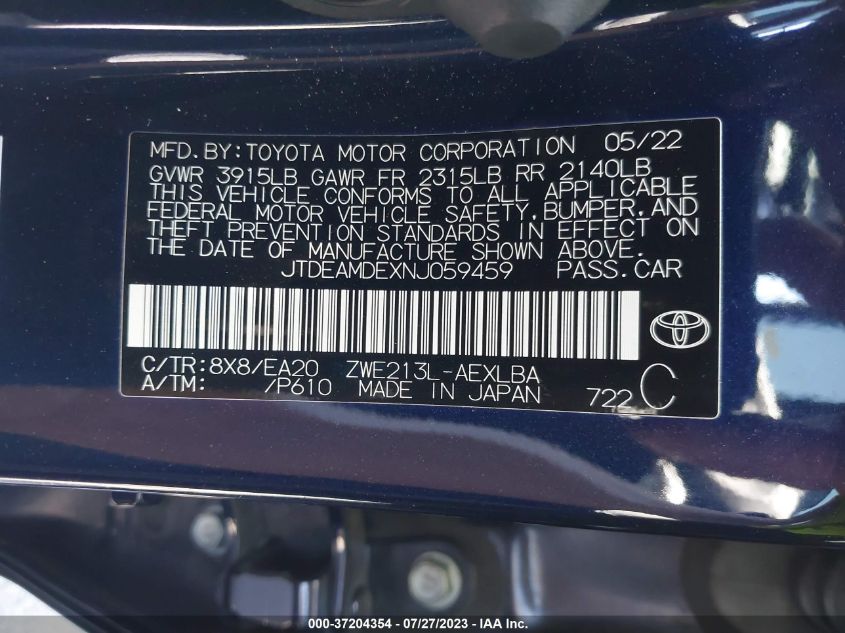 MFD.BY:TOYOTA MOTOR CORPORATION 05/22
GVWR 3915LB GAWR FR 2315LB RR 2140LB
THIS VEHICLE CONFORMS TO ALL APPLICABLE
FEDERAL MOTOR VEHICLE SAFETY,BUMPER,AND
THEFT PREVENTION STANDARDS IN EFFECT ON
THE DATE OF MANUFACTURE SHOWN ABOVE.
JTDEAMDEXNJ059459 PASS.CAR
C/TR:8X8/EA20 ZWE213L-AEXLBA
A/TM: /P610 MADE IN JAPAN 722 C
000-37204354 / 07/27/2023 - IAA Inc.